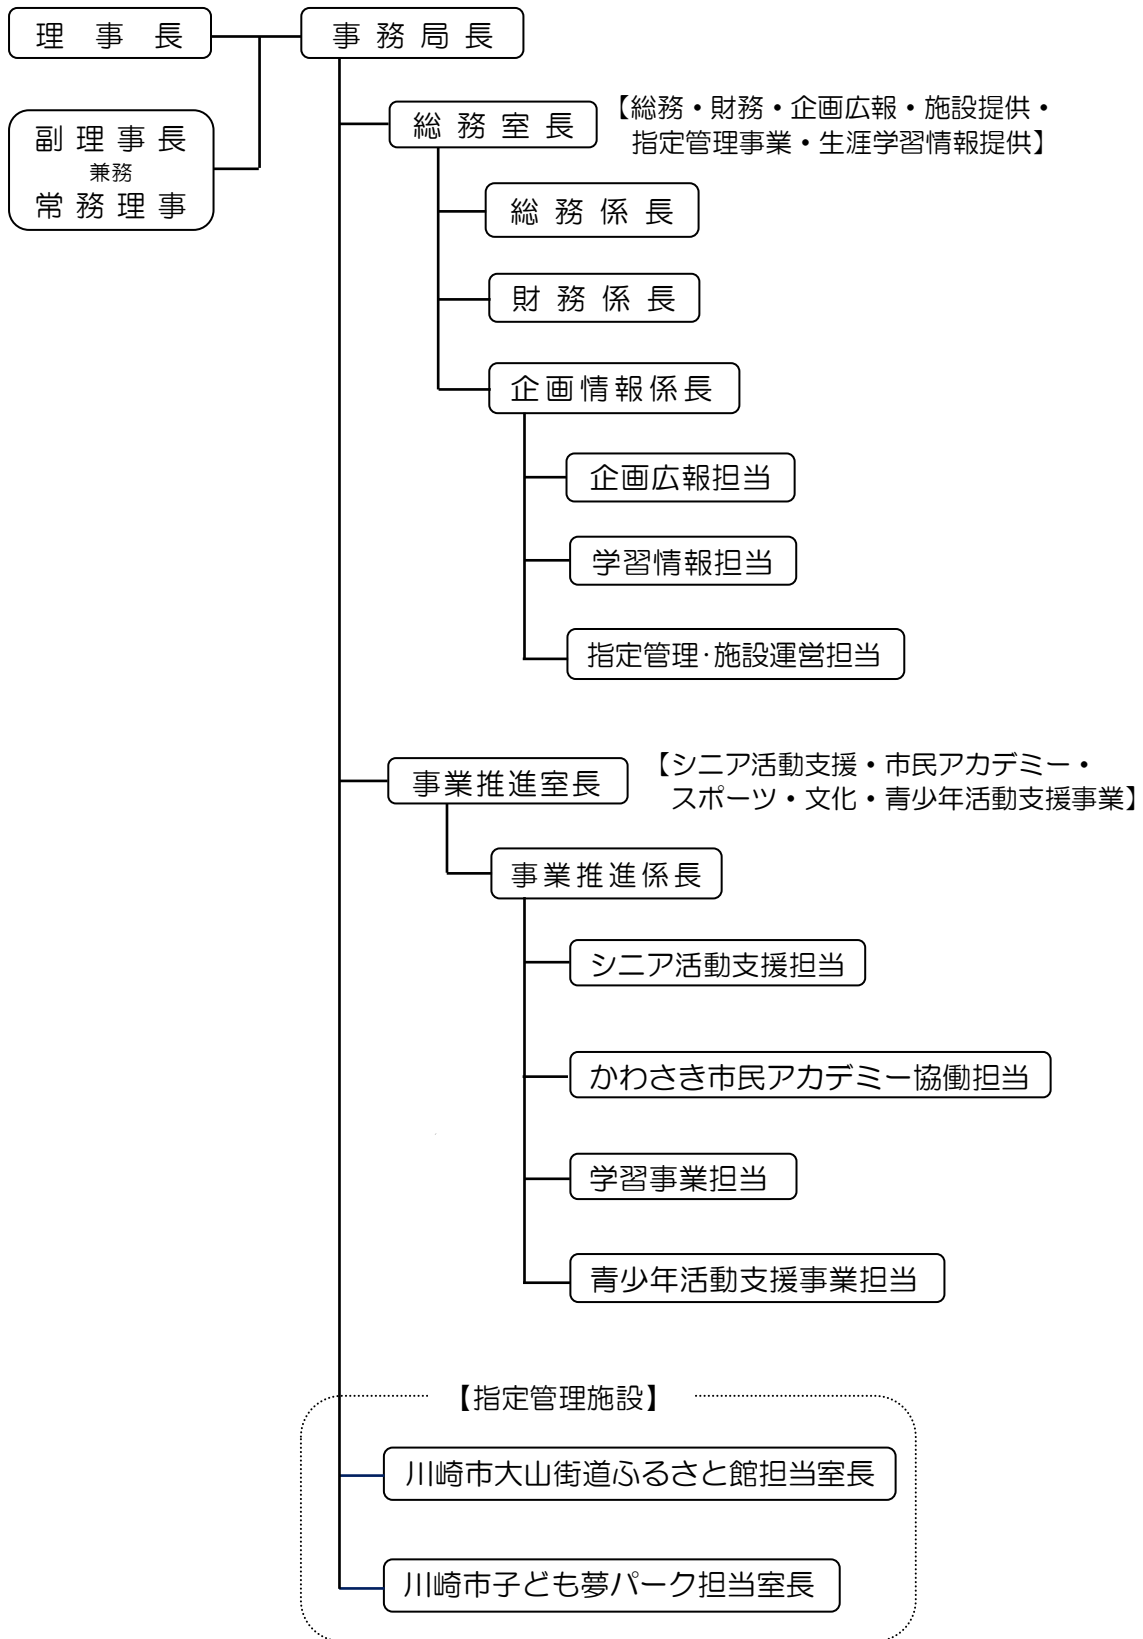 理事長
事務局長
副理事長
兼務
常務理事
総務室長
【総務・財務・企画広報・施設提供・
指定管理事業・生涯学習情報提供】
総務係長
財務係長
企画情報係長
企画広報担当
学習情報担当
指定管理・施設運営担当
事業推進室長
【シニア活動支援・市民アカデミー・
スポーツ・文化・青少年活動支援事業】
事業推進係長
シニア活動支援担当
かわさき市民アカデミー協働担当
学習事業担当
青少年活動支援事業担当
【指定管理施設】
川崎市大山街道ふるさと館担当室長
川崎市子ども夢パーク担当室長